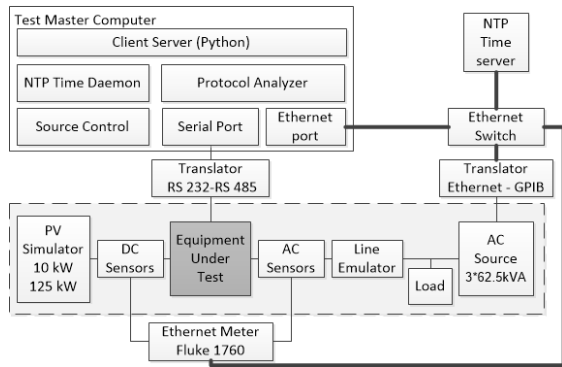 Test Master Computer
Client Server (Python)
NTP Time Daemon
Protocol Analyzer
Source Control
Serial Port
Ethernet
port
NTP
Time
server
Ethernet
Switch
Translator
RS 232-RS 485
Translator
Ethernet - GPIB
PV
Simulator
10 kW
125 kW
DC
Sensors
Equipment
Under
Test
AC
Sensors
Line
Emulator
Load
AC
Source
3*62.5kVA
Ethernet Meter
Fluke 1760